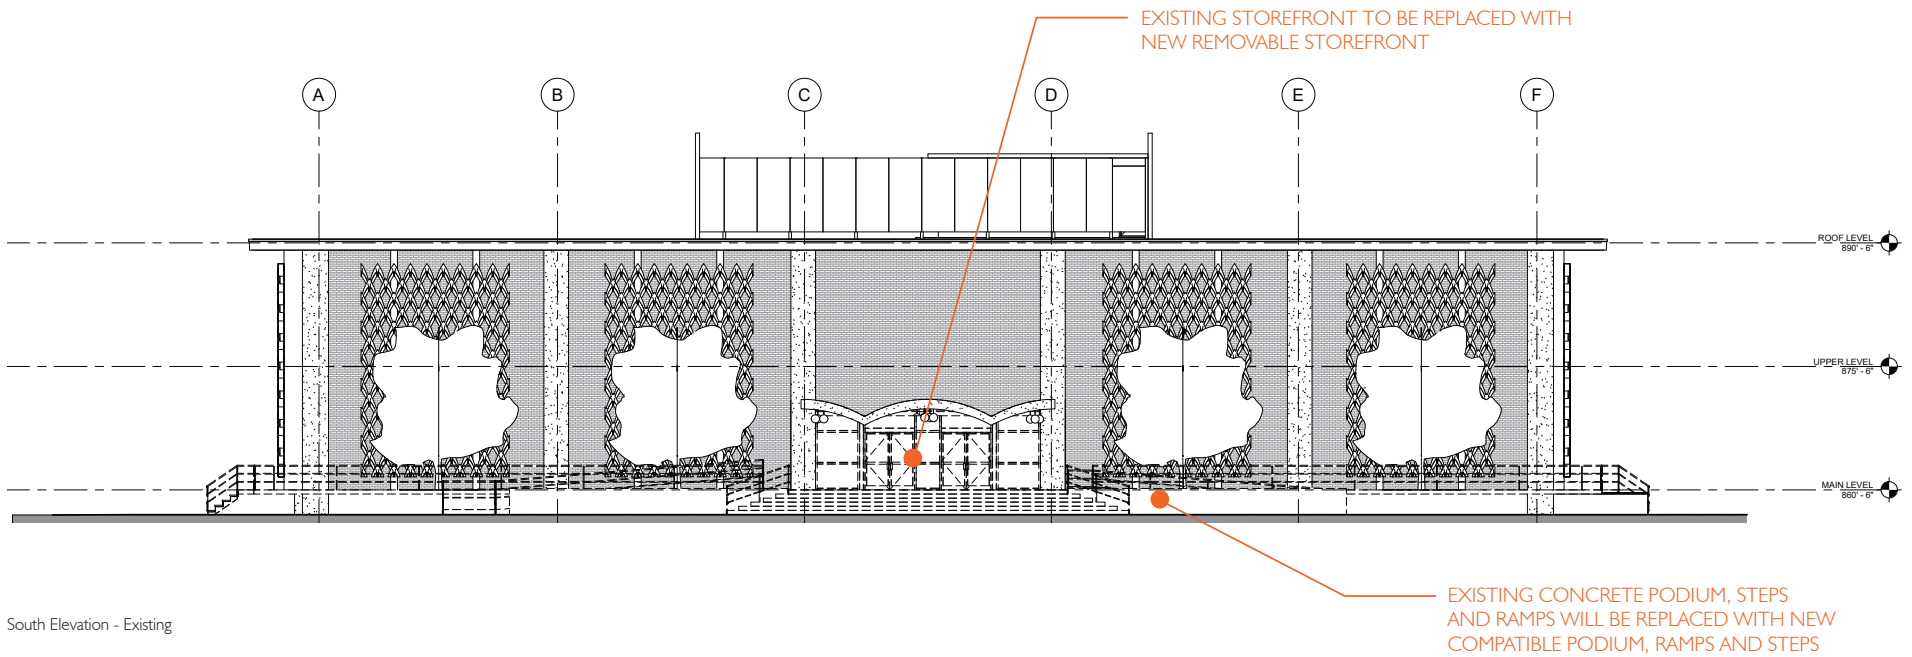 EXISTING STOREFRONT TO BE REPLACED WITH
NEW REMOVABLE STOREFRONT
A
B
C
D
E
F
ROOF LEVEL
890' - 6"
UPPER LEVEL
875' - 6"
MAIN LEVEL
860' - 6"
EXISTING CONCRETE PODIUM, STEPS
AND RAMPS WILL BE REPLACED WITH NEW
COMPATIBLE PODIUM, RAMPS AND STEPS
South Elevation - Existing